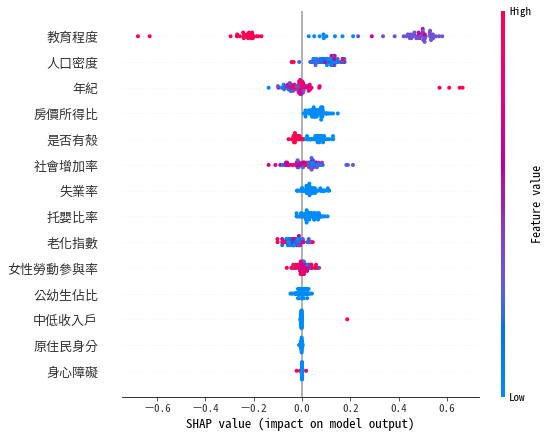 High
教育程度
人口密度
年紀
房價所得比
是否有殼
社會增加率
失業率
托嬰比率
老化指數
女性勞動參與率
公幼生佔比
中低收入戶
原住民身分
身心障礙
Feature value
Low
−0.6 −0.4 −0.2 0.0 0.2 0.4 0.6
SHAP value (impact on model output)